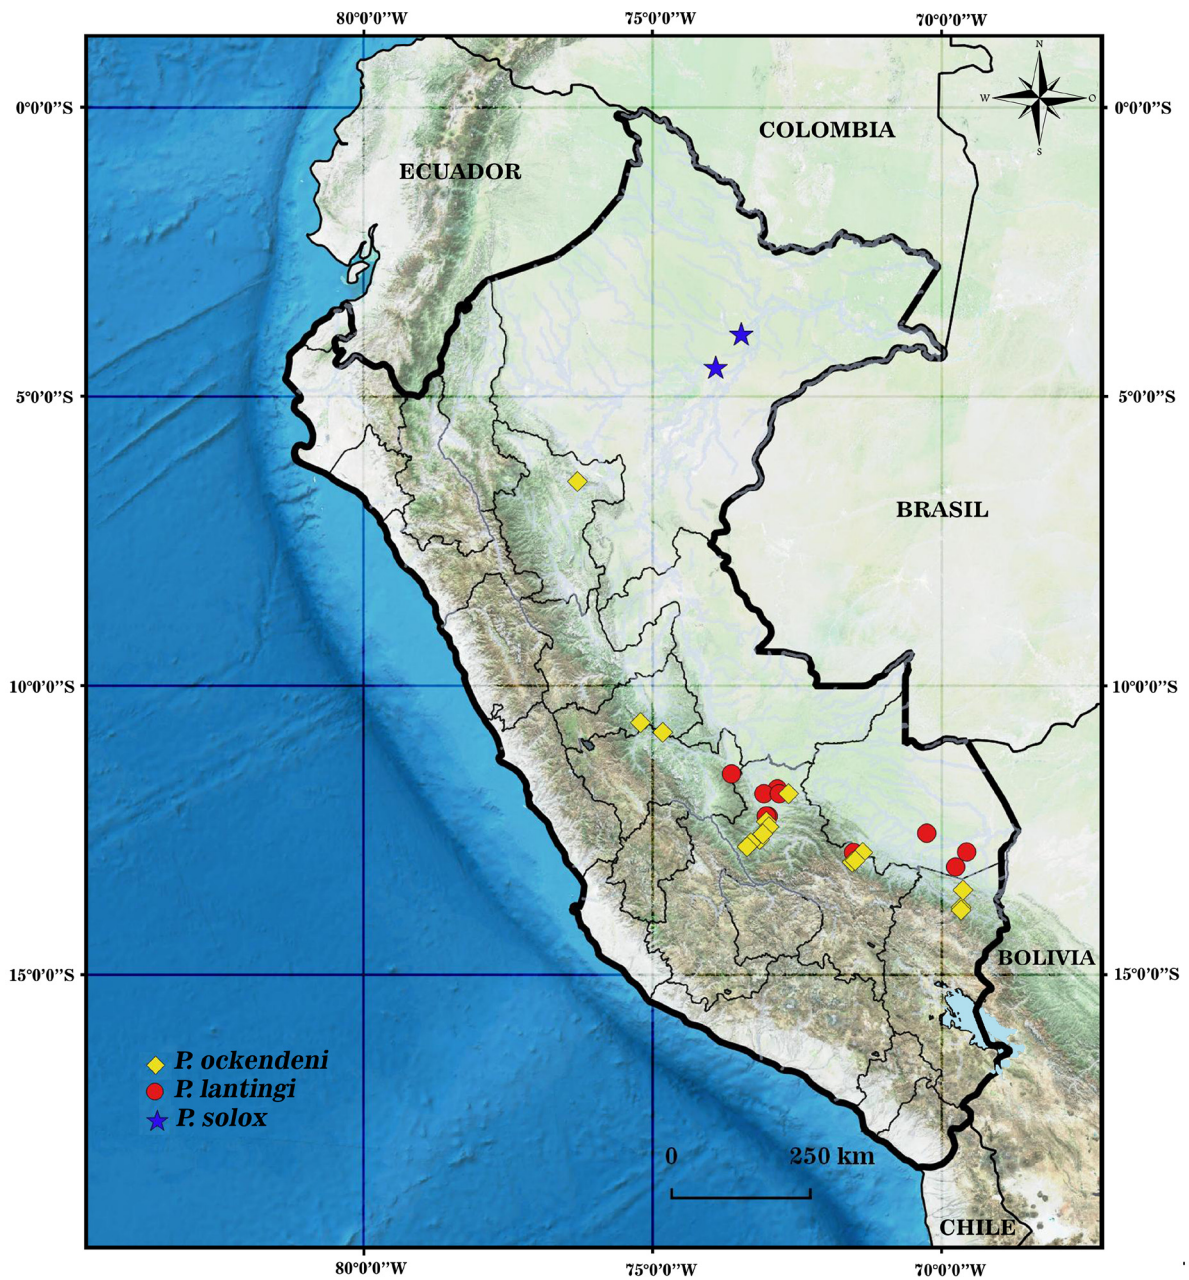 80°0'0"W 75°0'0"W 70°0'0"W
N
W O
S
0°0'0"S 0°0'0"S
COLOMBIA
ECUADOR
5°0'0"S 5°0'0"S
BRASIL
10°0'0"S 10°0'0"S
BOLIVIA
15°0'0"S 15°0'0"S
P. ockendeni
P. lantingi
P. solox
0 250 km
CHILE
80°0'0"W 75°0'0"W 70°0'0"W